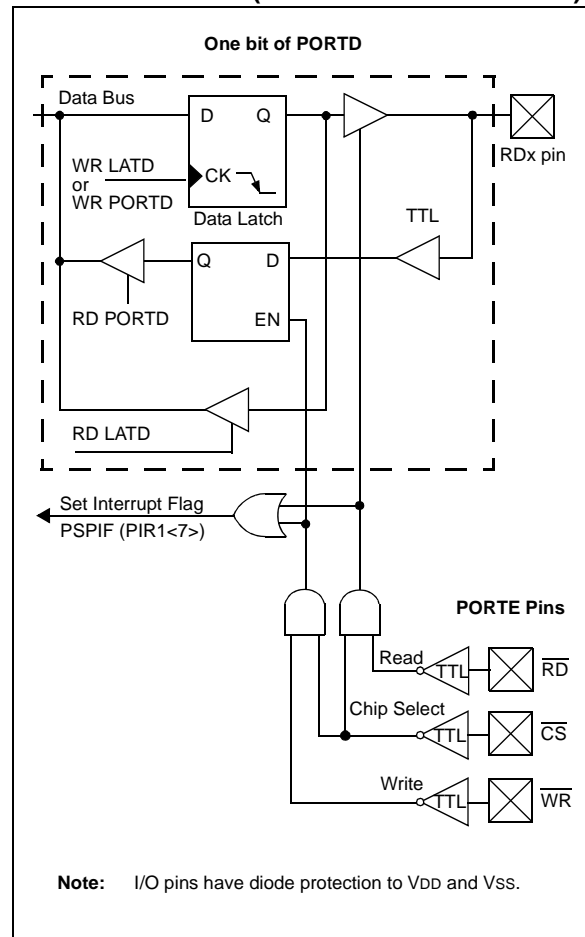 One bit of PORTD
Data Bus
D Q
RDx pin
WR LATD
or
WR PORTD
CK
Data Latch
TTL
Q D
RD PORTD
EN
RD LATD
Set Interrupt Flag
PSPIF (PIR1<7>)
PORTE Pins
Read
TTL
RD
Chip Select
TTL
CS
Write
TTL
WR
Note: I/O pins have diode protection to VDD and VSS.